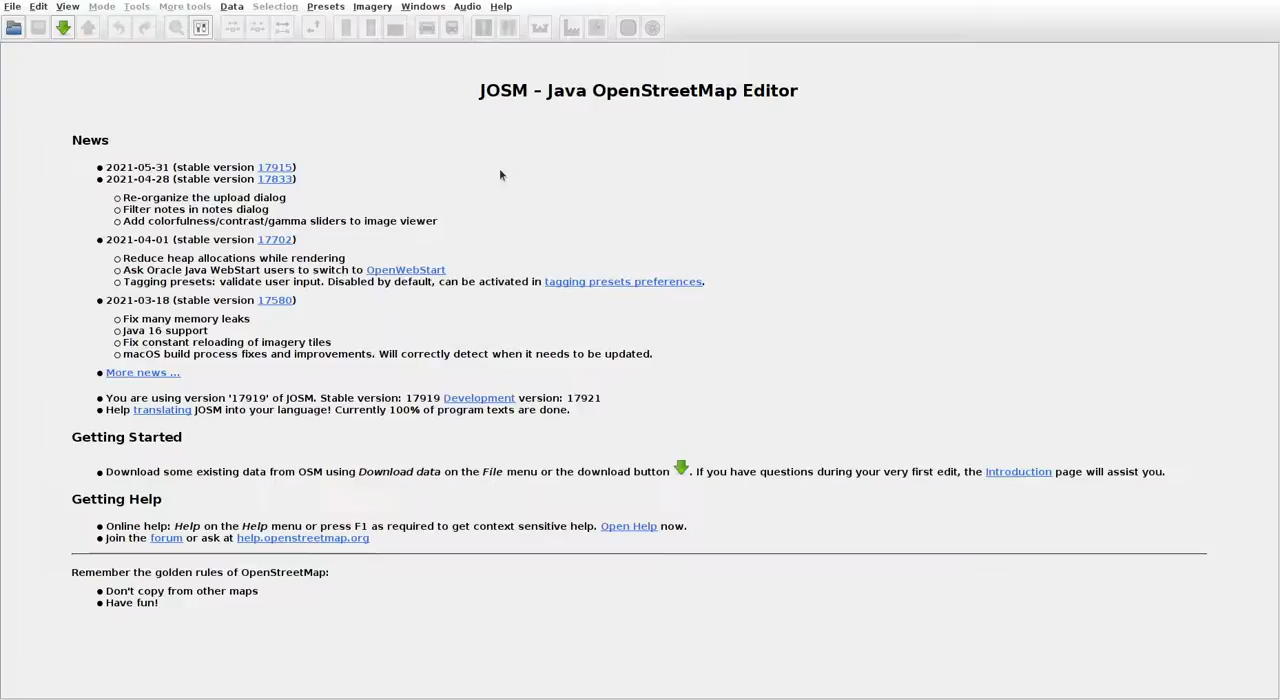 File Edit View Mode Tools More tools Data Selection Presets Imagery Windows Audio Help
JOSM – Java OpenStreetMap Editor
News
● 2021-05-31 (stable version 17915)
● 2021-04-28 (stable version 17833)
○ Re-organize the upload dialog
○ Filter notes in notes dialog
○ Add colorfulness/contrast/gamma sliders to image viewer
● 2021-04-01 (stable version 17702)
○ Reduce heap allocations while rendering
○ Ask Oracle Java WebStart users to switch to OpenWebStart
○ Tagging presets: validate user input. Disabled by default, can be activated in tagging presets preferences.
● 2021-03-18 (stable version 17580)
○ Fix many memory leaks
○ Java 16 support
○ Fix constant reloading of imagery tiles
○ macOS build process fixes and improvements. Will correctly detect when it needs to be updated.
● More news ...
● You are using version '17919' of JOSM. Stable version: 17919 Development version: 17921
● Help translating JOSM into your language! Currently 100% of program texts are done.
Getting Started
● Download some existing data from OSM using Download data on the File menu or the download button . If you have questions during your very first edit, the Introduction page will assist you.
Getting Help
● Online help: Help on the Help menu or press F1 as required to get context sensitive help. Open Help now.
● Join the forum or ask at help.openstreetmap.org
Remember the golden rules of OpenStreetMap:
● Don't copy from other maps
● Have fun!